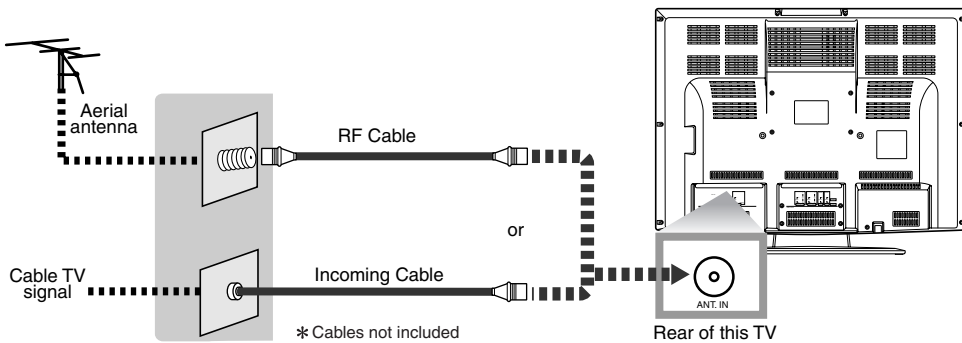 Aerial
antenna
RF Cable
or
Cable TV
signal
Incoming Cable
* Cables not included
ANT. IN
Rear of this TV